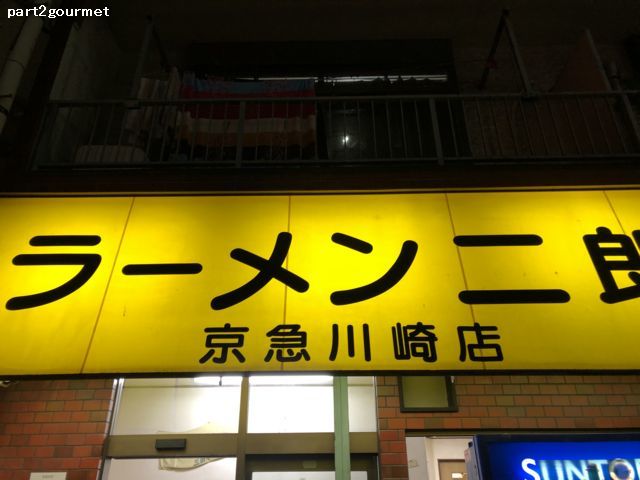 part2gourmet
ラーメン二郎
京急川崎店
SUNTO